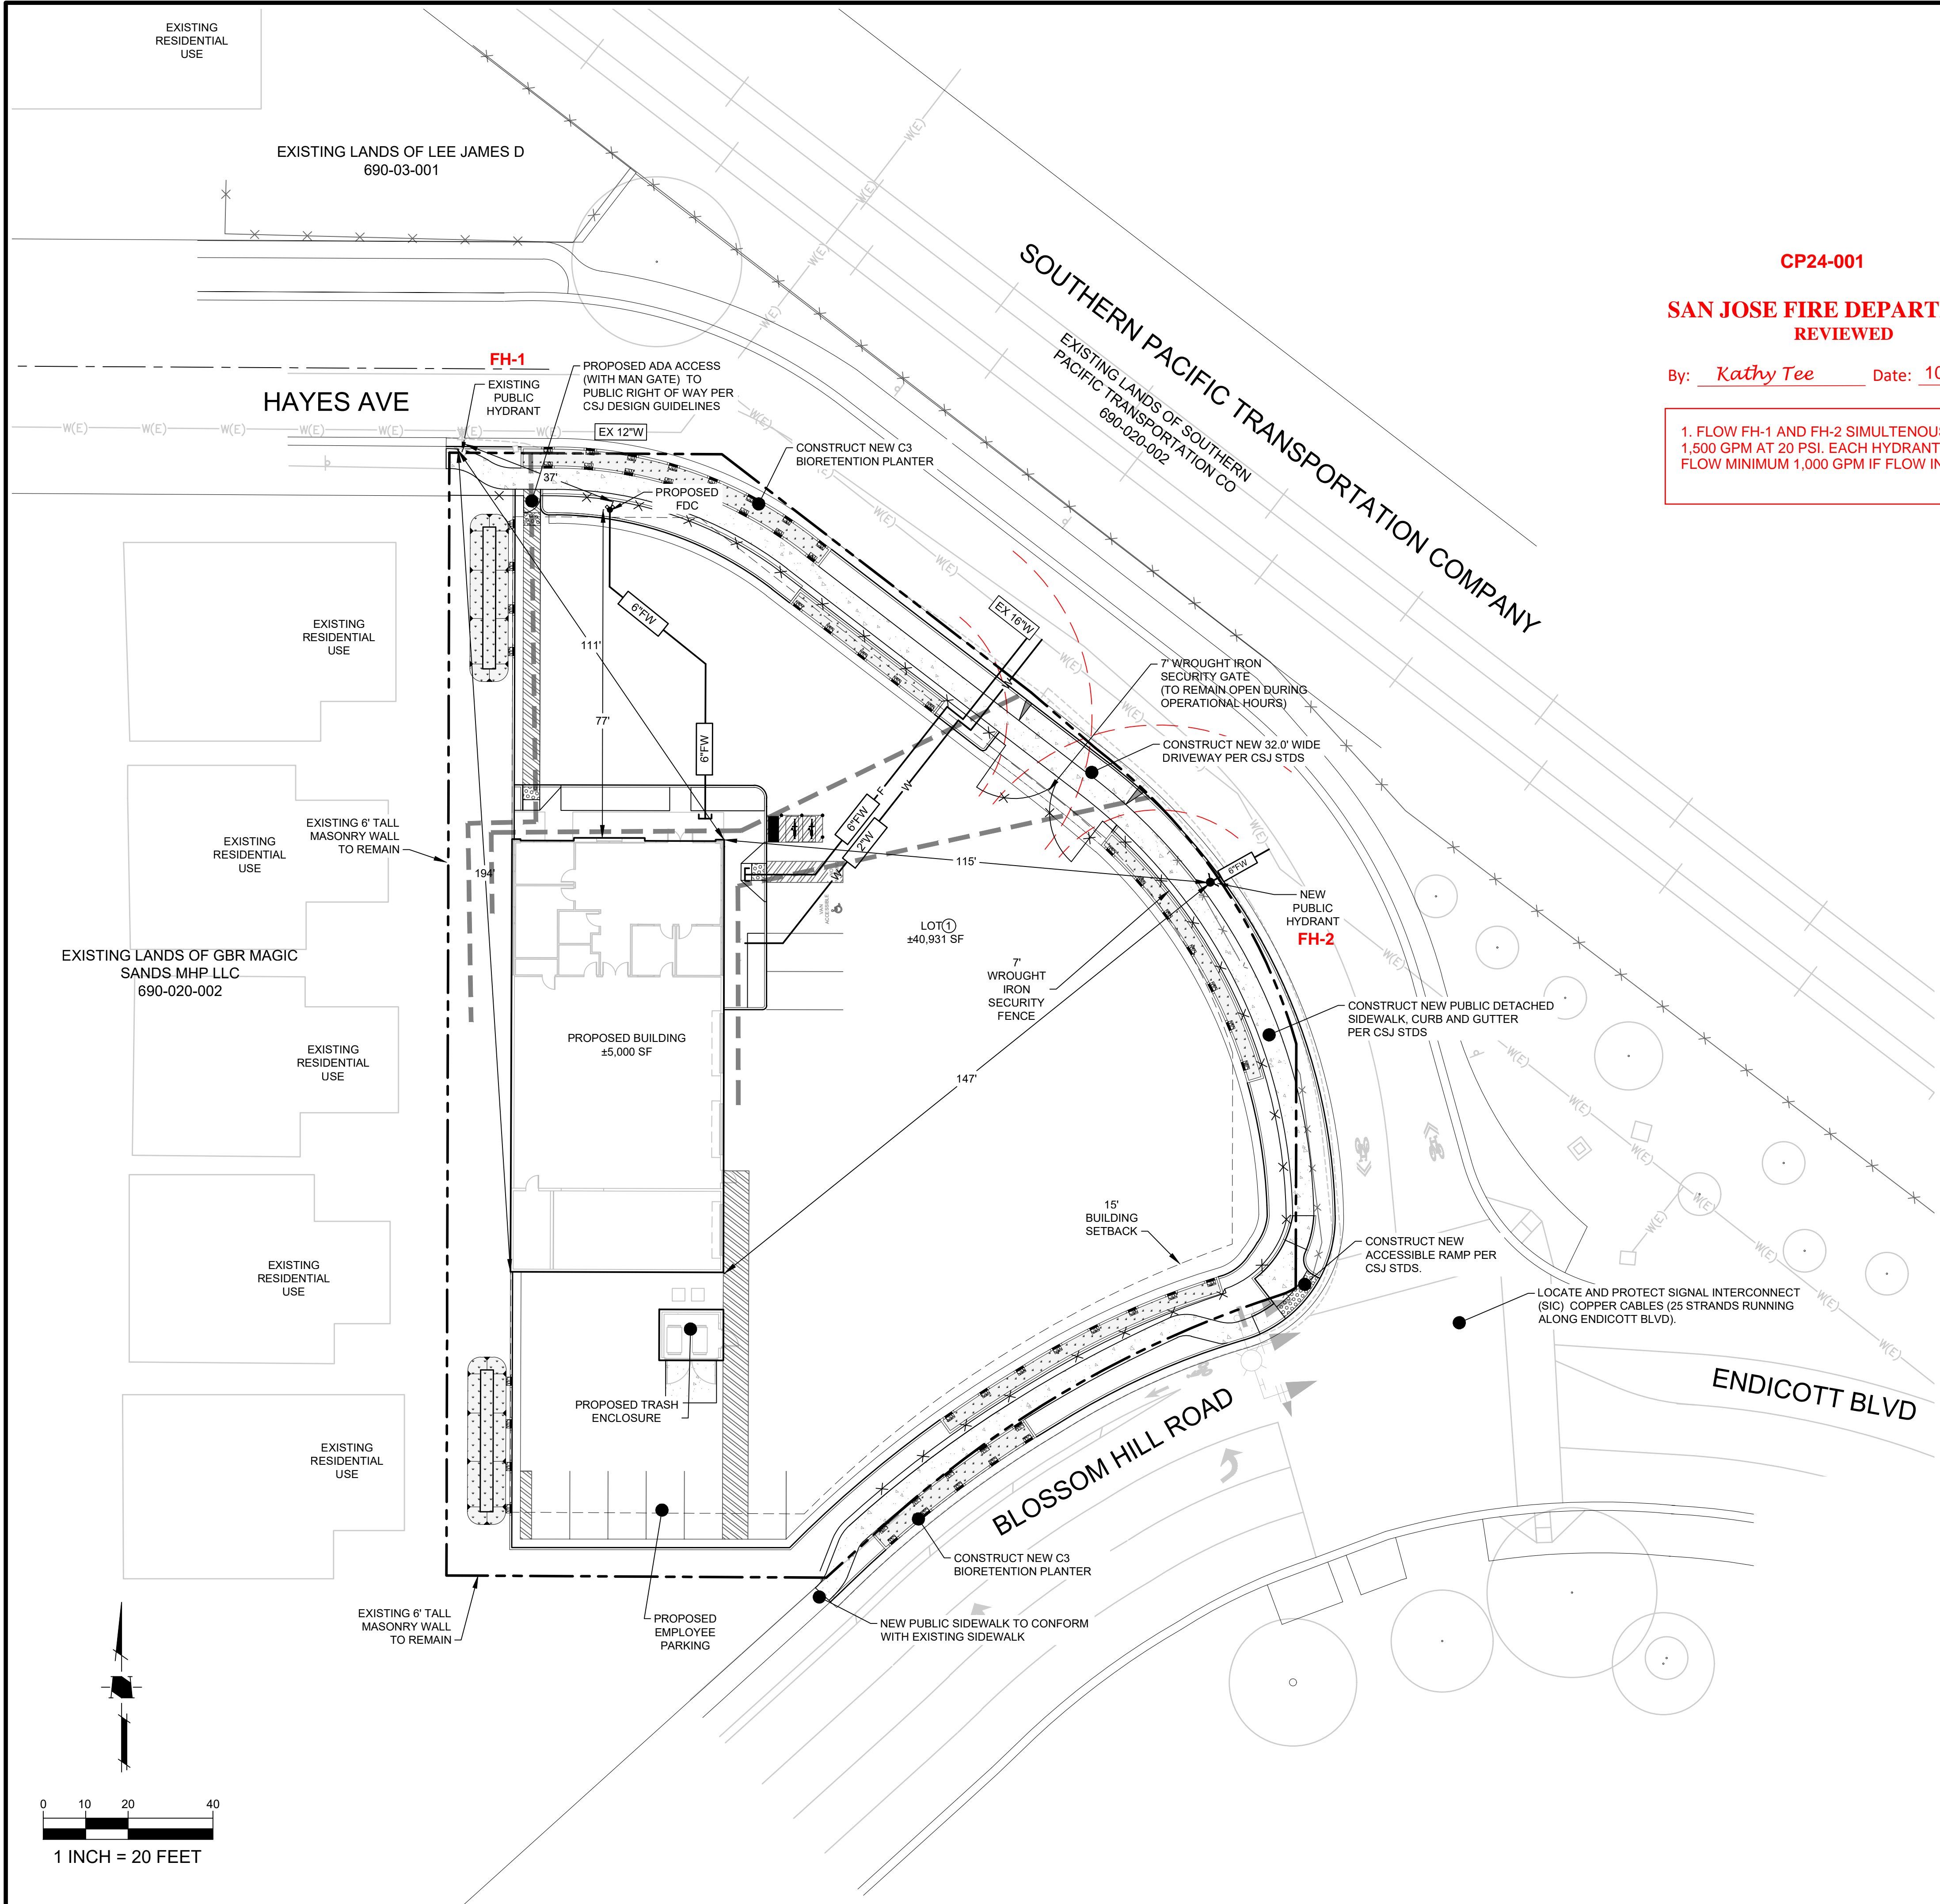 EXISTING
RESIDENTIAL
USE
EXISTING LANDS OF LEE JAMES D
690-03-001
SOUTHERN PACIFIC TRANSPORTATION COMPANY
EXISTING LANDS OF SOUTHERN
PACIFIC TRANSPORTATION CO
690-020-002
CP24-001
SAN JOSE FIRE DEPART
REVIEWED
By: Kathy Tee Date: 10
1. FLOW FH-1 AND FH-2 SIMULTENOUS
1,500 GPM AT 20 PSI. EACH HYDRANT
FLOW MINIMUM 1,000 GPM IF FLOW IN
FH-1
EXISTING
PUBLIC
HYDRANT
PROPOSED ADA ACCESS
(WITH MAN GATE) TO
PUBLIC RIGHT OF WAY PER
CSJ DESIGN GUIDELINES
HAYES AVE
W(E)
W(E)
W(E)
W(E)
W(E)
W(E)
W(E)
EX 12"W
W(E)
W(E)
W(E)
W(E)
W(E)
CONSTRUCT NEW C3
BIORETENTION PLANTER
37'
PROPOSED
FDC
W(E)
W(E)
6"FW
EX 16"W
EXISTING
RESIDENTIAL
USE
111'
77'
6"FW
W(E)
7' WROUGHT IRON
SECURITY GATE
(TO REMAIN OPEN DURING
OPERATIONAL HOURS)
W(E)
CONSTRUCT NEW 32.0' WIDE
DRIVEWAY PER CSJ STDS
W
F
W
6"FW
2"W
W
EXISTING 6' TALL
MASONRY WALL
TO REMAIN
EXISTING
RESIDENTIAL
USE
194'
115'
W(E)
6"FW
NEW
PUBLIC
HYDRANT
FH-2
VAN
ACCESSIBLE
LOT 1
±40,931 SF
EXISTING LANDS OF GBR MAGIC
SANDS MHP LLC
690-020-002
7'
WROUGHT
IRON
SECURITY
FENCE
W(E)
CONSTRUCT NEW PUBLIC DETACHED
SIDEWALK, CURB AND GUTTER
PER CSJ STDS
EXISTING
RESIDENTIAL
USE
PROPOSED BUILDING
±5,000 SF
147'
W(E)
W(E)
W(E)
W(E)
W(E)
W(E)
W(E)
W(E)
15'
BUILDING
SETBACK
CONSTRUCT NEW
ACCESSIBLE RAMP PER
CSJ STDS.
EXISTING
RESIDENTIAL
USE
LOCATE AND PROTECT SIGNAL INTERCONNECT
(SIC) COPPER CABLES (25 STRANDS RUNNING
ALONG ENDICOTT BLVD).
ENDICOTT BLVD
PROPOSED TRASH
ENCLOSURE
BLOSSOM HILL ROAD
EXISTING
RESIDENTIAL
USE
CONSTRUCT NEW C3
BIORETENTION PLANTER
EXISTING 6' TALL
MASONRY WALL
TO REMAIN
PROPOSED
EMPLOYEE
PARKING
NEW PUBLIC SIDEWALK TO CONFORM
WITH EXISTING SIDEWALK
N
0 10 20 40
1 INCH = 20 FEET